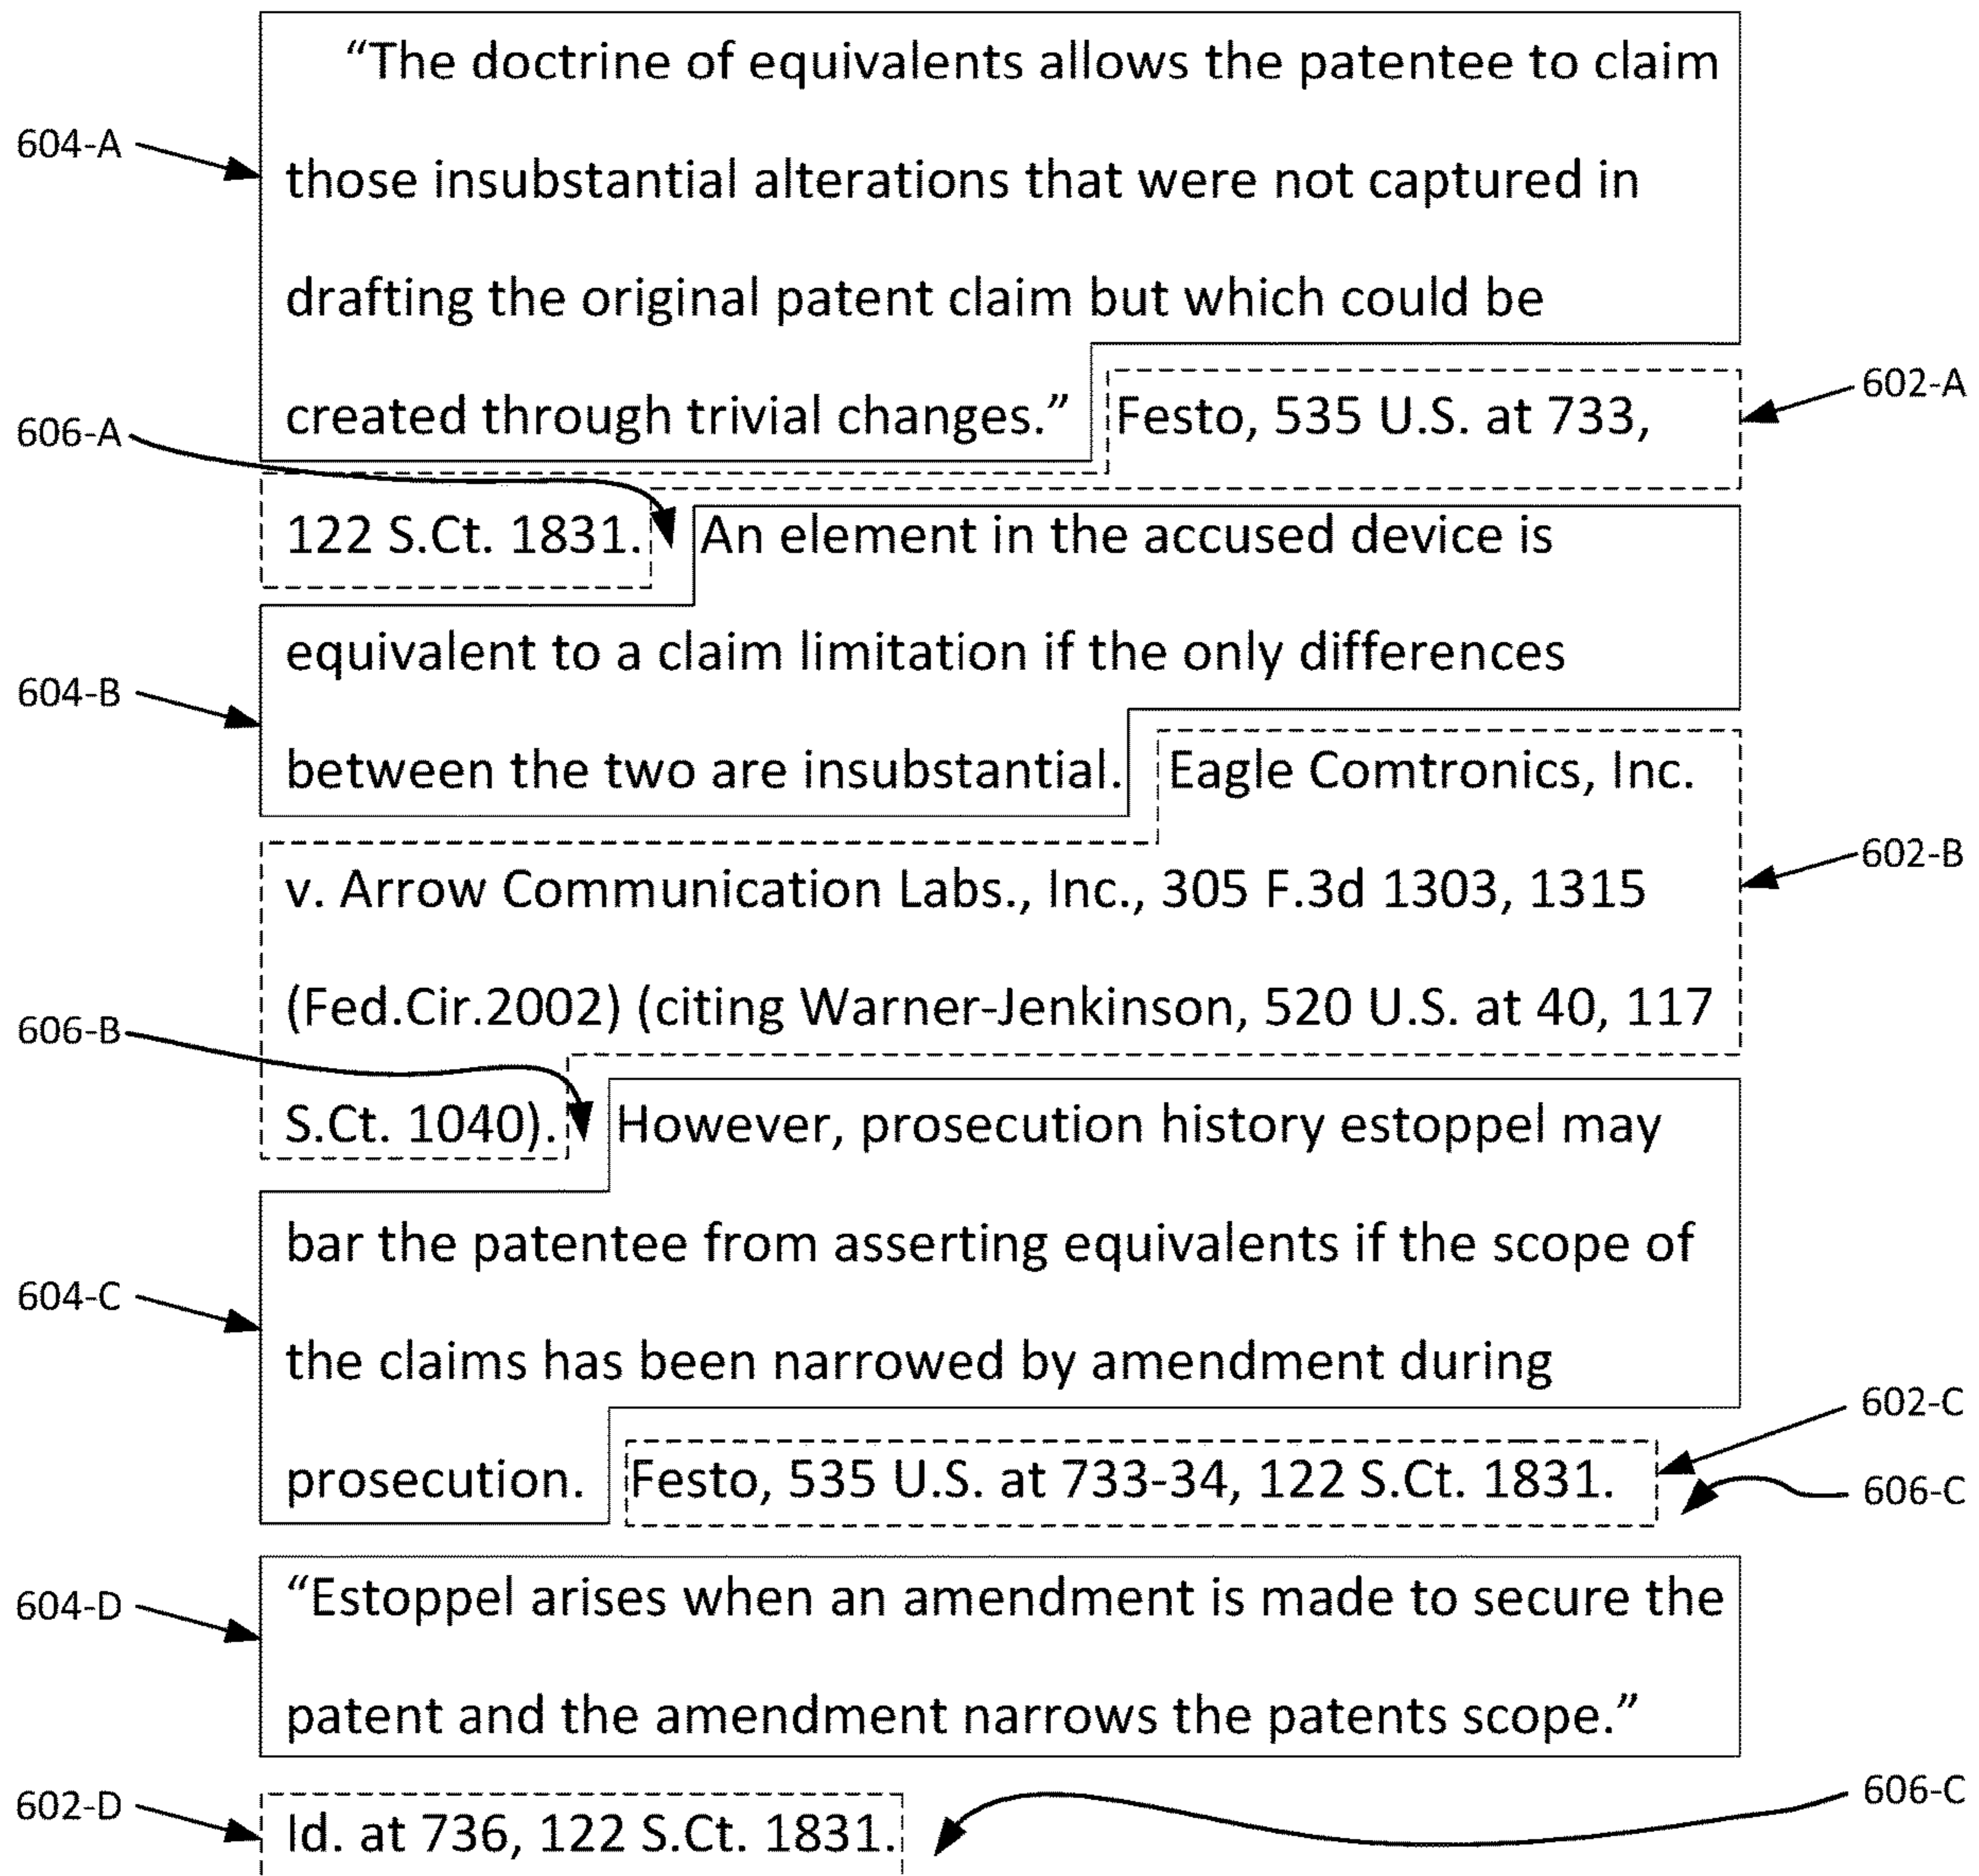 “The doctrine of equivalents allows the patentee to claim
604-A
those insubstantial alterations that were not captured in
drafting the original patent claim but which could be
602-A
created through trivial changes.” Festo, 535 U.S. at 733,
606-A
122 S.Ct. 1831. An element in the accused device is
equivalent to a claim limitation if the only differences
604-B
between the two are insubstantial. Eagle Comtronics, Inc.
602-B
v. Arrow Communication Labs., Inc., 305 F.3d 1303, 1315
(Fed.Cir.2002) (citing Warner-Jenkinson, 520 U.S. at 40, 117
606-B
S.Ct. 1040). However, prosecution history estoppel may
bar the patentee from asserting equivalents if the scope of
604-C
the claims has been narrowed by amendment during
602-C
prosecution. Festo, 535 U.S. at 733-34, 122 S.Ct. 1831.
606-C
“Estoppel arises when an amendment is made to secure the
604-D
patent and the amendment narrows the patents scope.”
606-C
602-D
Id. at 736, 122 S.Ct. 1831.